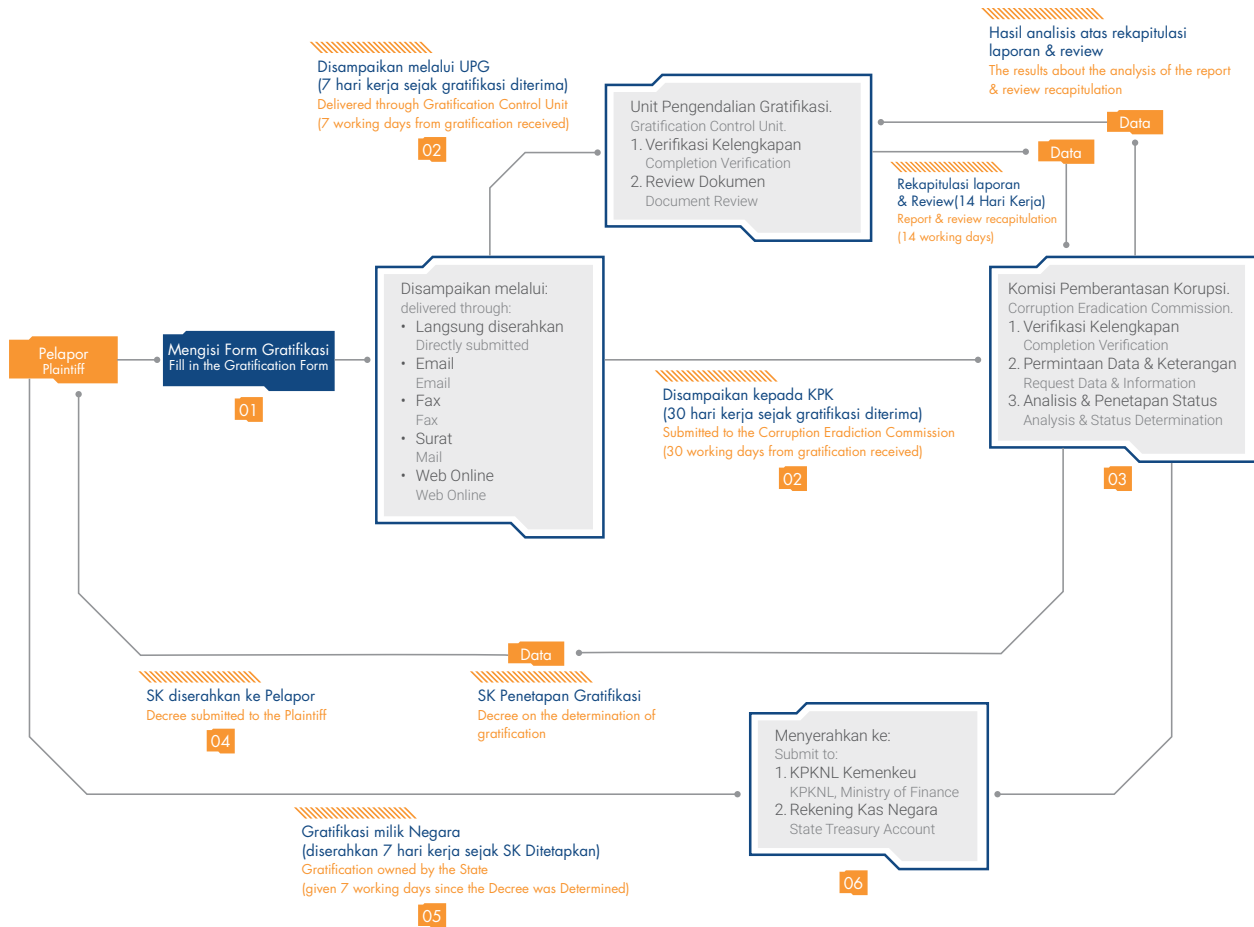 Disampaikan melalui UPG
(7 hari kerja sejak gratifikasi diterima)
Delivered through Gratification Control Unit
(7 working days from gratification received)
02
Unit Pengendalian Gratifikasi.
Gratification Control Unit.
1. Verifikasi Kelengkapan
Completion Verification
2. Review Dokumen
Document Review
Hasil analisis atas rekapitulasi
laporan & review
The results about the analysis of the report
& review recapitulation
Data
Data
Rekapitulasi laporan
& Review(14 Hari Kerja)
Report & review recapitulation
(14 working days)
Pelapor
Plaintiff
Mengisi Form Gratifikasi
Fill in the Gratification Form
01
Disampaikan melalui:
delivered through:
• Langsung diserahkan
Directly submitted
• Email
Email
• Fax
Fax
• Surat
Mail
• Web Online
Web Online
Disampaikan kepada KPK
(30 hari kerja sejak gratifikasi diterima)
Submitted to the Corruption Eradiction Commission
(30 working days from gratification received)
02
Komisi Pemberantasan Korupsi.
Corruption Eradication Commission.
1. Verifikasi Kelengkapan
Completion Verification
2. Permintaan Data & Keterangan
Request Data & Information
3. Analisis & Penetapan Status
Analysis & Status Determination
03
Data
SK diserahkan ke Pelapor
Decree submitted to the Plaintiff
04
SK Penetapan Gratifikasi
Decree on the determination of
gratification
Gratifikasi milik Negara
(diserahkan 7 hari kerja sejak SK Ditetapkan)
Gratification owned by the State
(given 7 working days since the Decree was Determined)
05
Menyerahkan ke:
Submit to:
1. KPKNL Kemenkeu
KPKNL, Ministry of Finance
2. Rekening Kas Negara
State Treasury Account
06